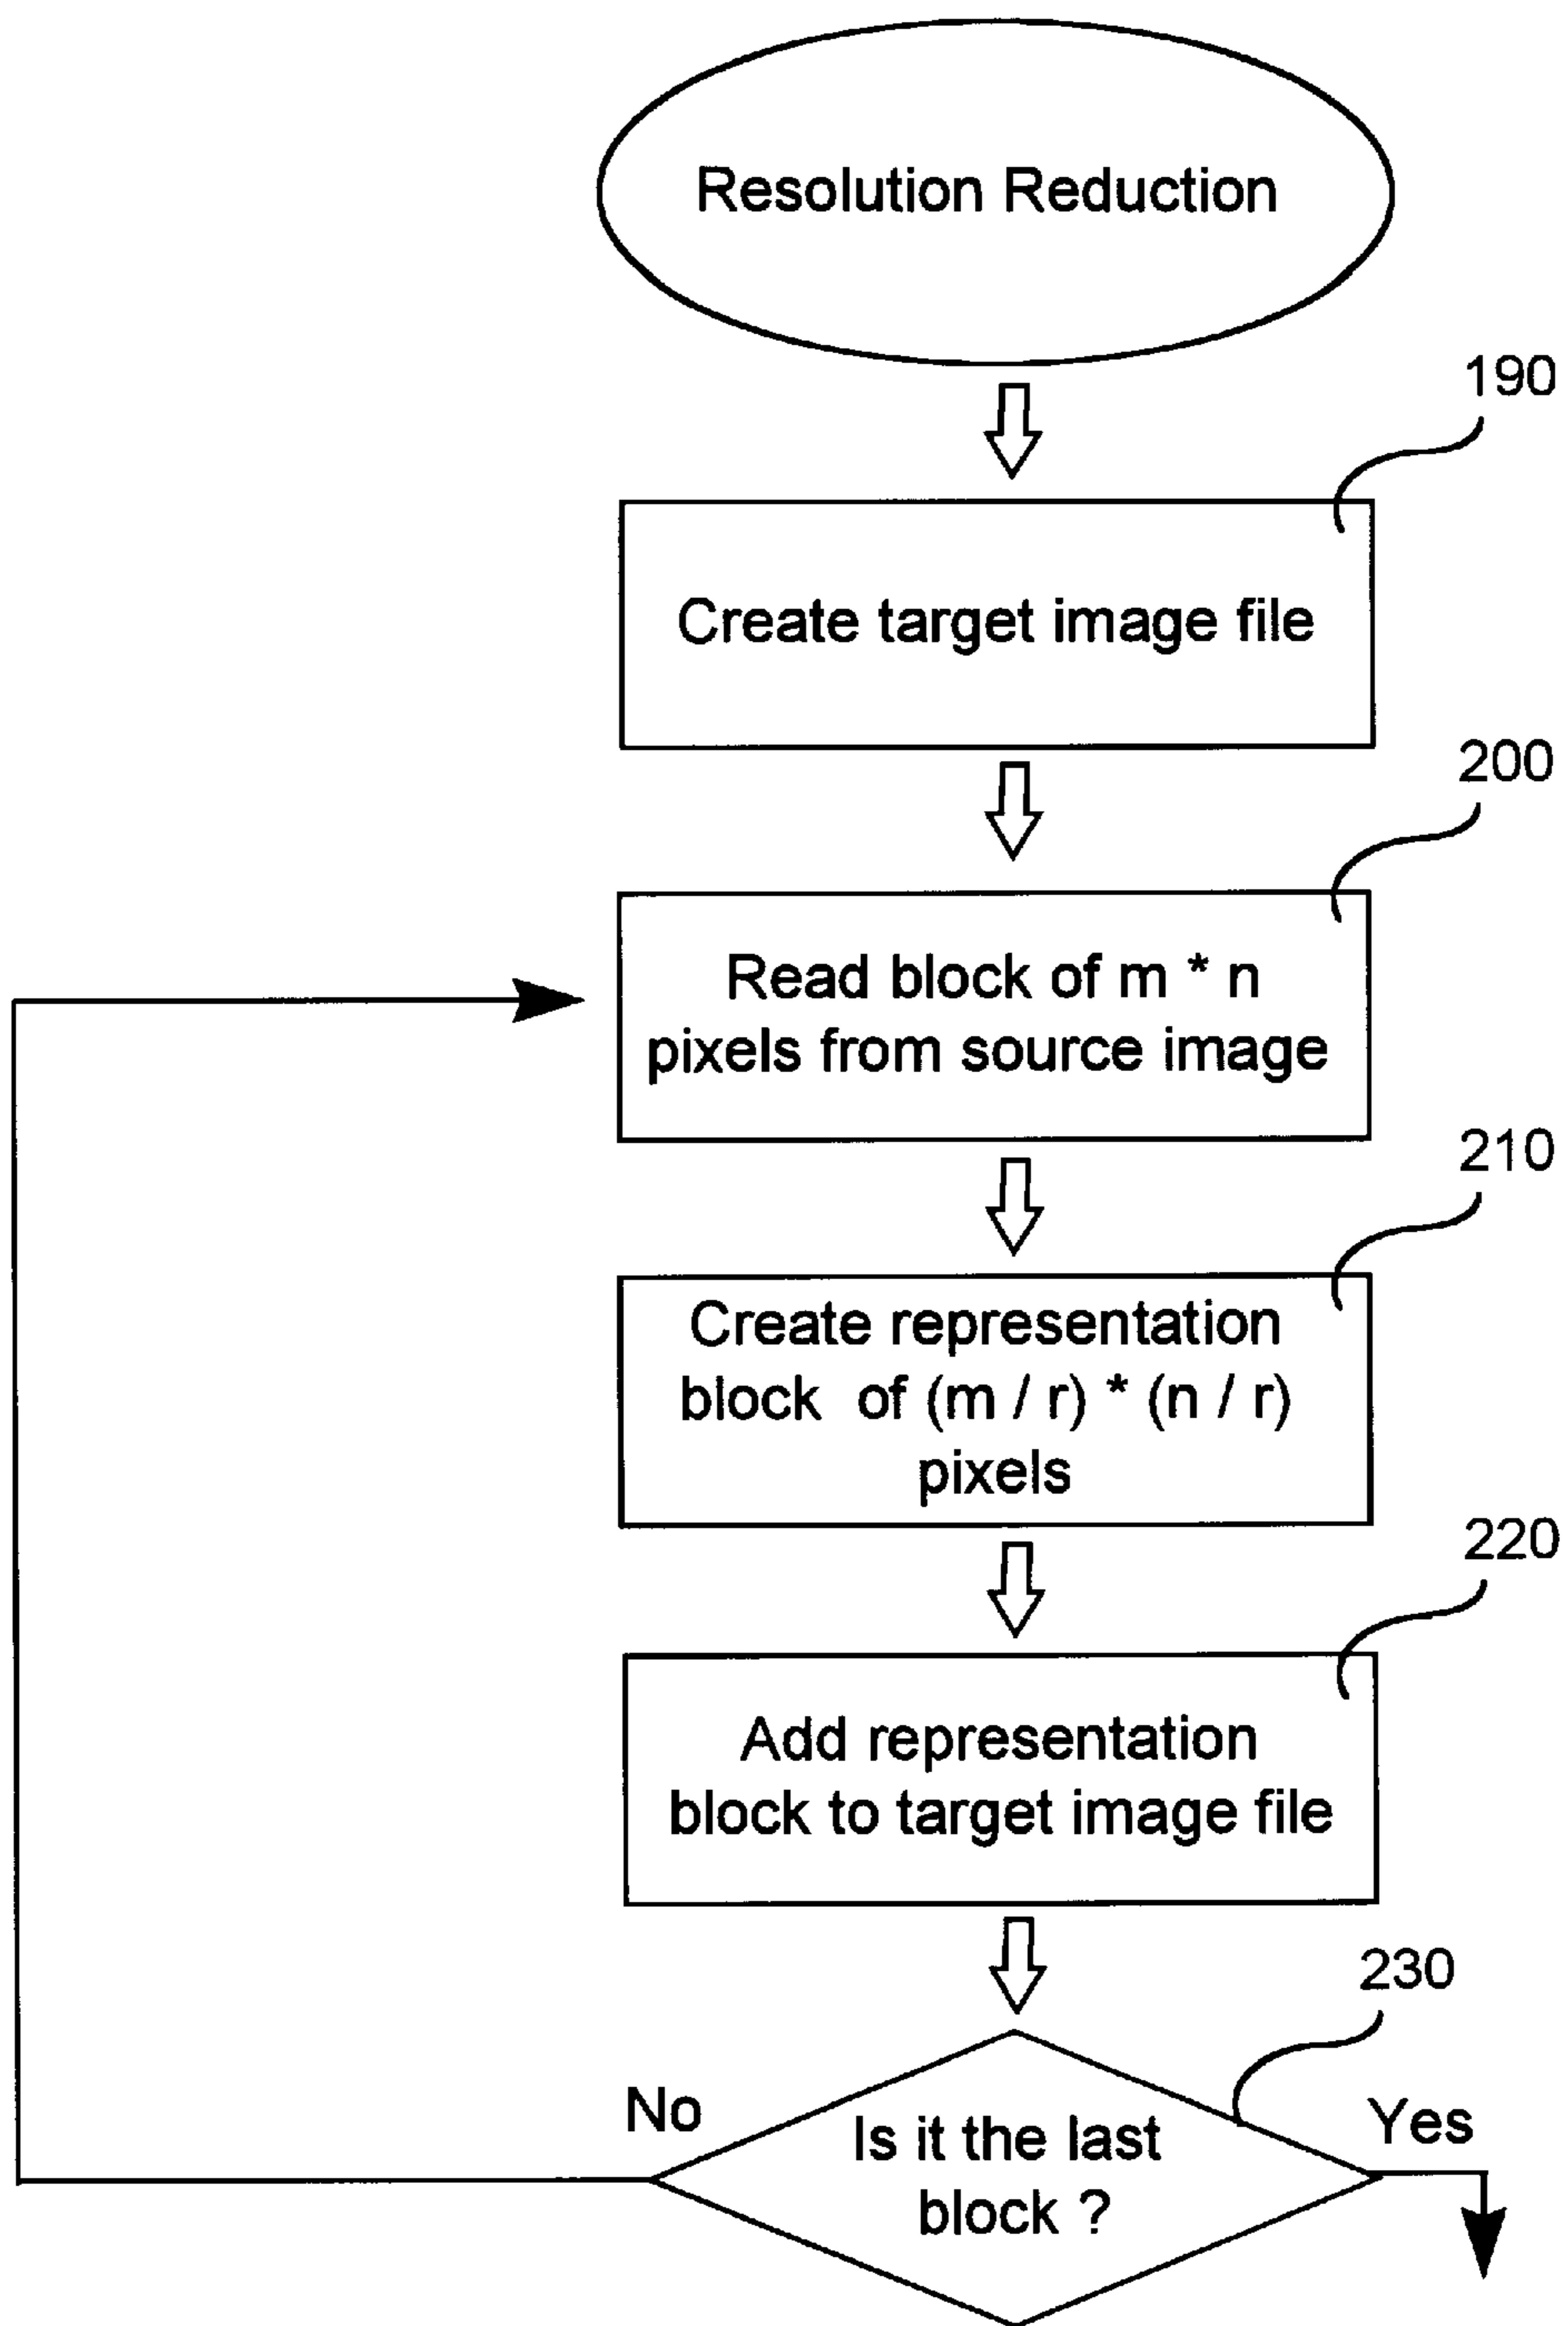 Resolution Reduction
190
Create target image file
200
Read block of m * n
pixels from source image
210
Create representation
block of (m / r) * (n / r)
pixels
220
Add representation
block to target image file
230
No
Is it the last
block ?
Yes